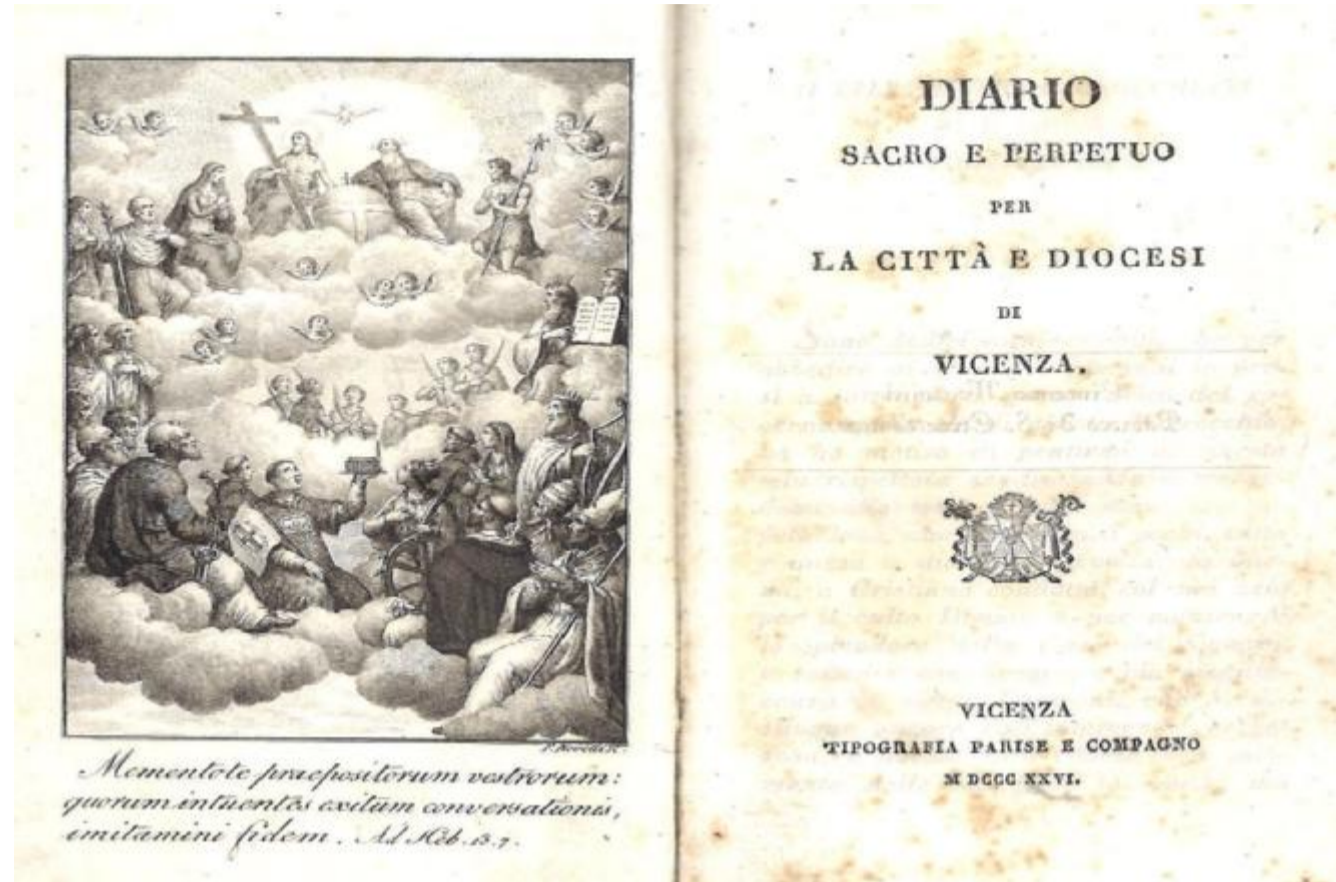 Mementote praepositorum vestrorum:
quorum intuentes exitum conversationis,
imitamini fidem. Ad Heb. 13. 7.
DIARIO
SACRO E PERPETUO
PER
LA CITTÀ E DIOCESI
DI
VICENZA.
VICENZA
TIPOGRAFIA PARISE E COMPAGNO
M DCCC XXVI.